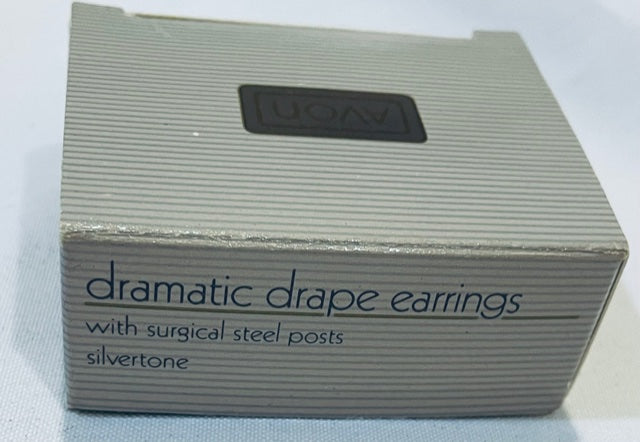 AVON
dramatic drape earrings
with surgical steel posts
silvertone